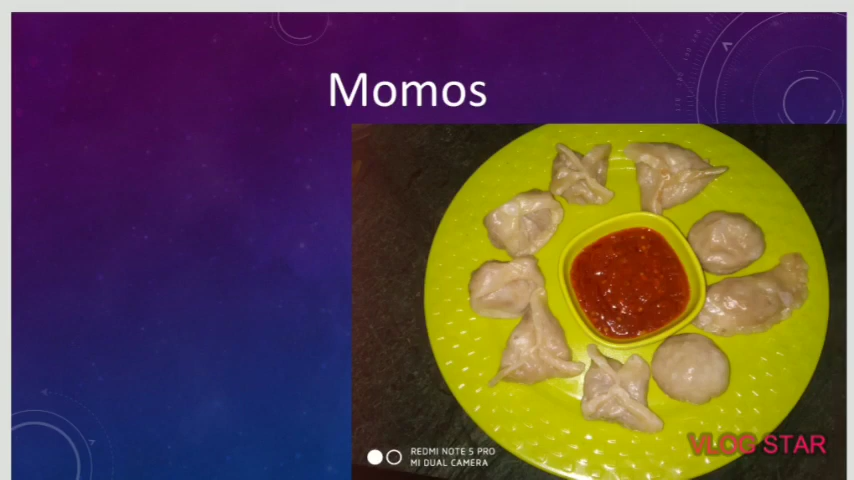 Momos
REDMI NOTE 5 PRO
MI DUAL CAMERA
VLOG STAR